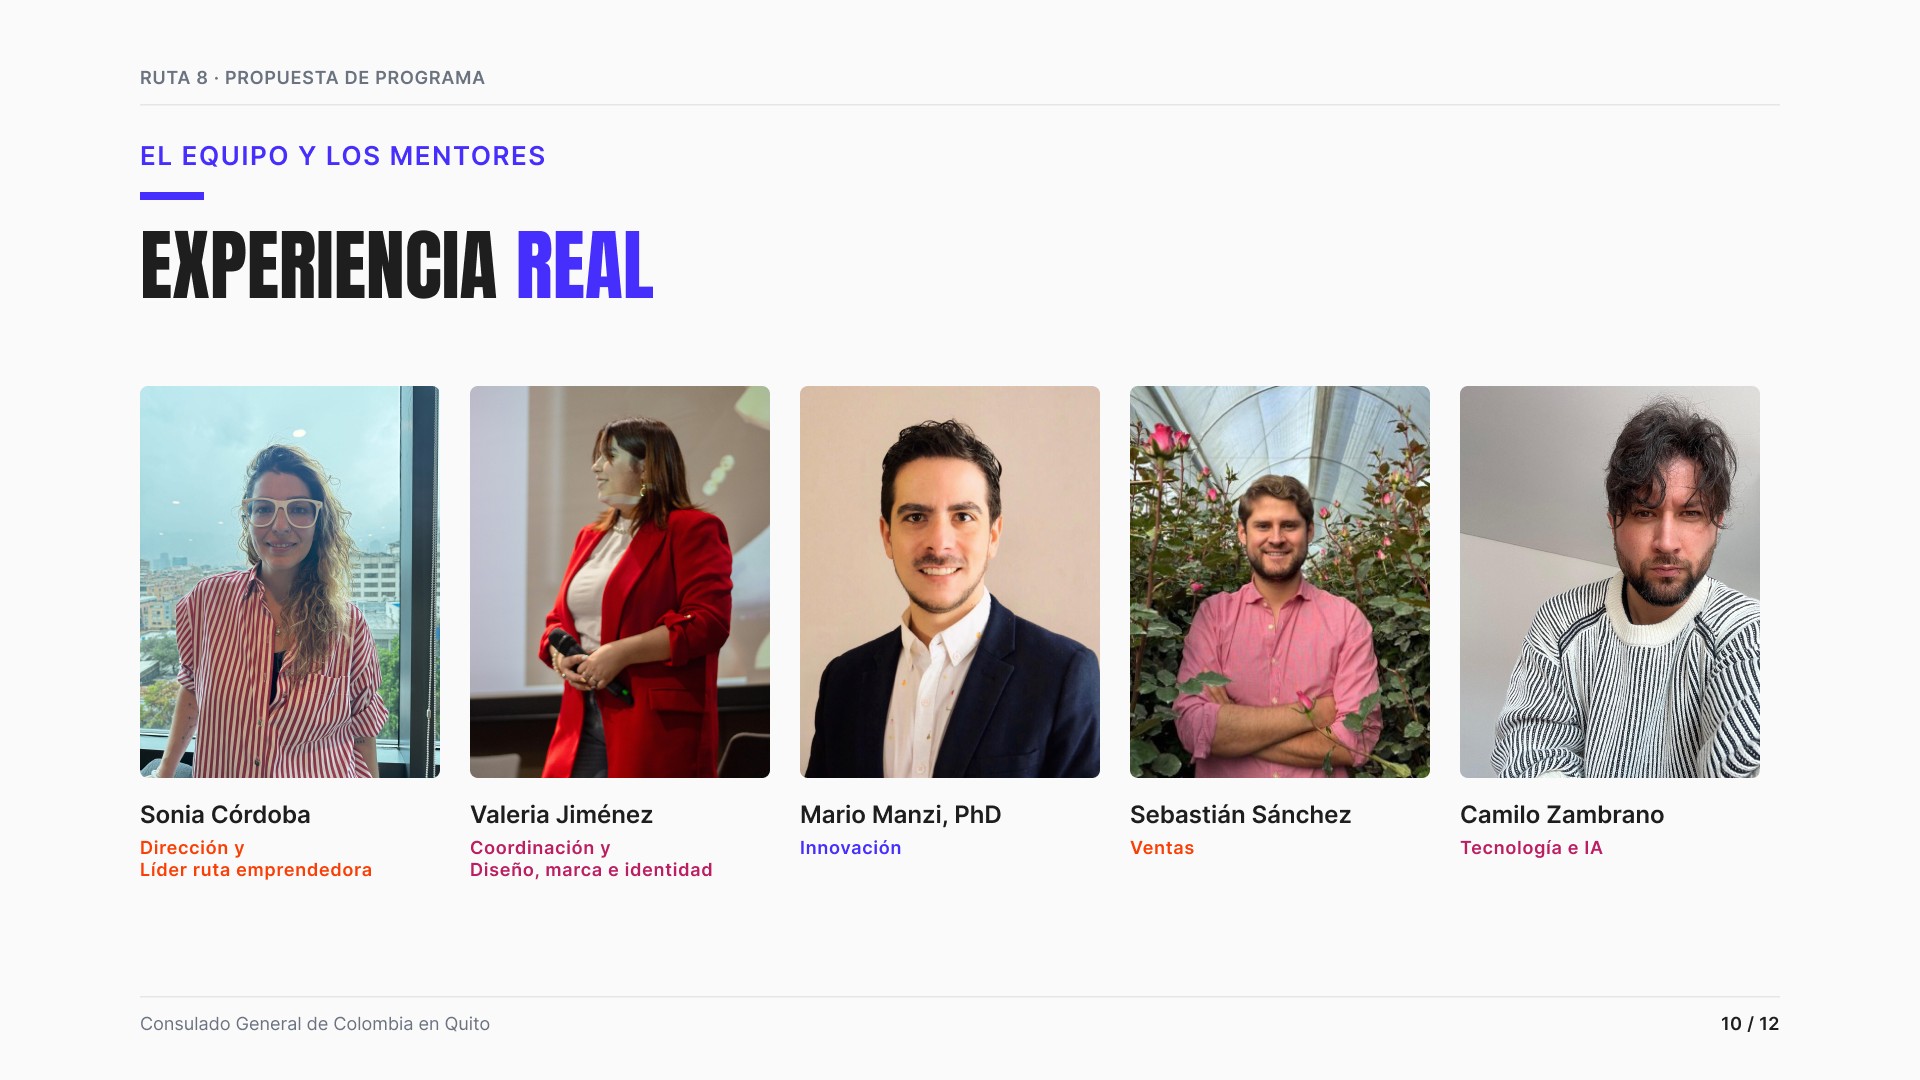 RUTA 8 · PROPUESTA DE PROGRAMA
EL EQUIPO Y LOS MENTORES
EXPERIENCIA REAL
Sonia Córdoba
Dirección y
Líder ruta emprendedora
Valeria Jiménez
Coordinación y
Diseño, marca e identidad
Mario Manzi, PhD
Innovación
Sebastián Sánchez
Ventas
Camilo Zambrano
Tecnología e IA
Consulado General de Colombia en Quito
10 / 12